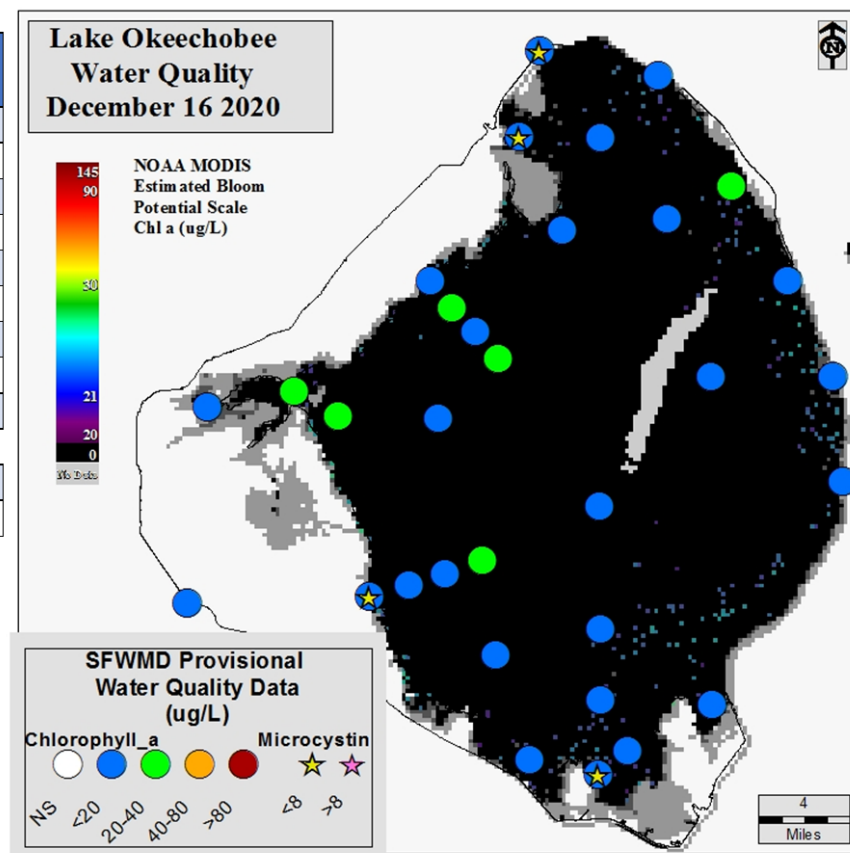 Lake Okeechobee
Water Quality
December 16 2020
N
NOAA MODIS
Estimated Bloom
Potential Scale
Chl a (ug/L)
145
90
30
21
20
0
No Data
SFWMD Provisional
Water Quality Data
(ug/L)
Chlorophyll_a Microcystin
NS <20 20-40 40-80 >80 <8 >8
4
Miles